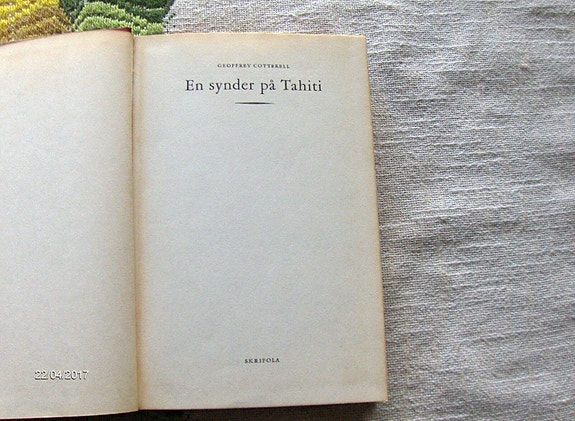 GEOFFREY COTTERELL
En synder på Tahiti
SKRIFOLA
22/04/2017